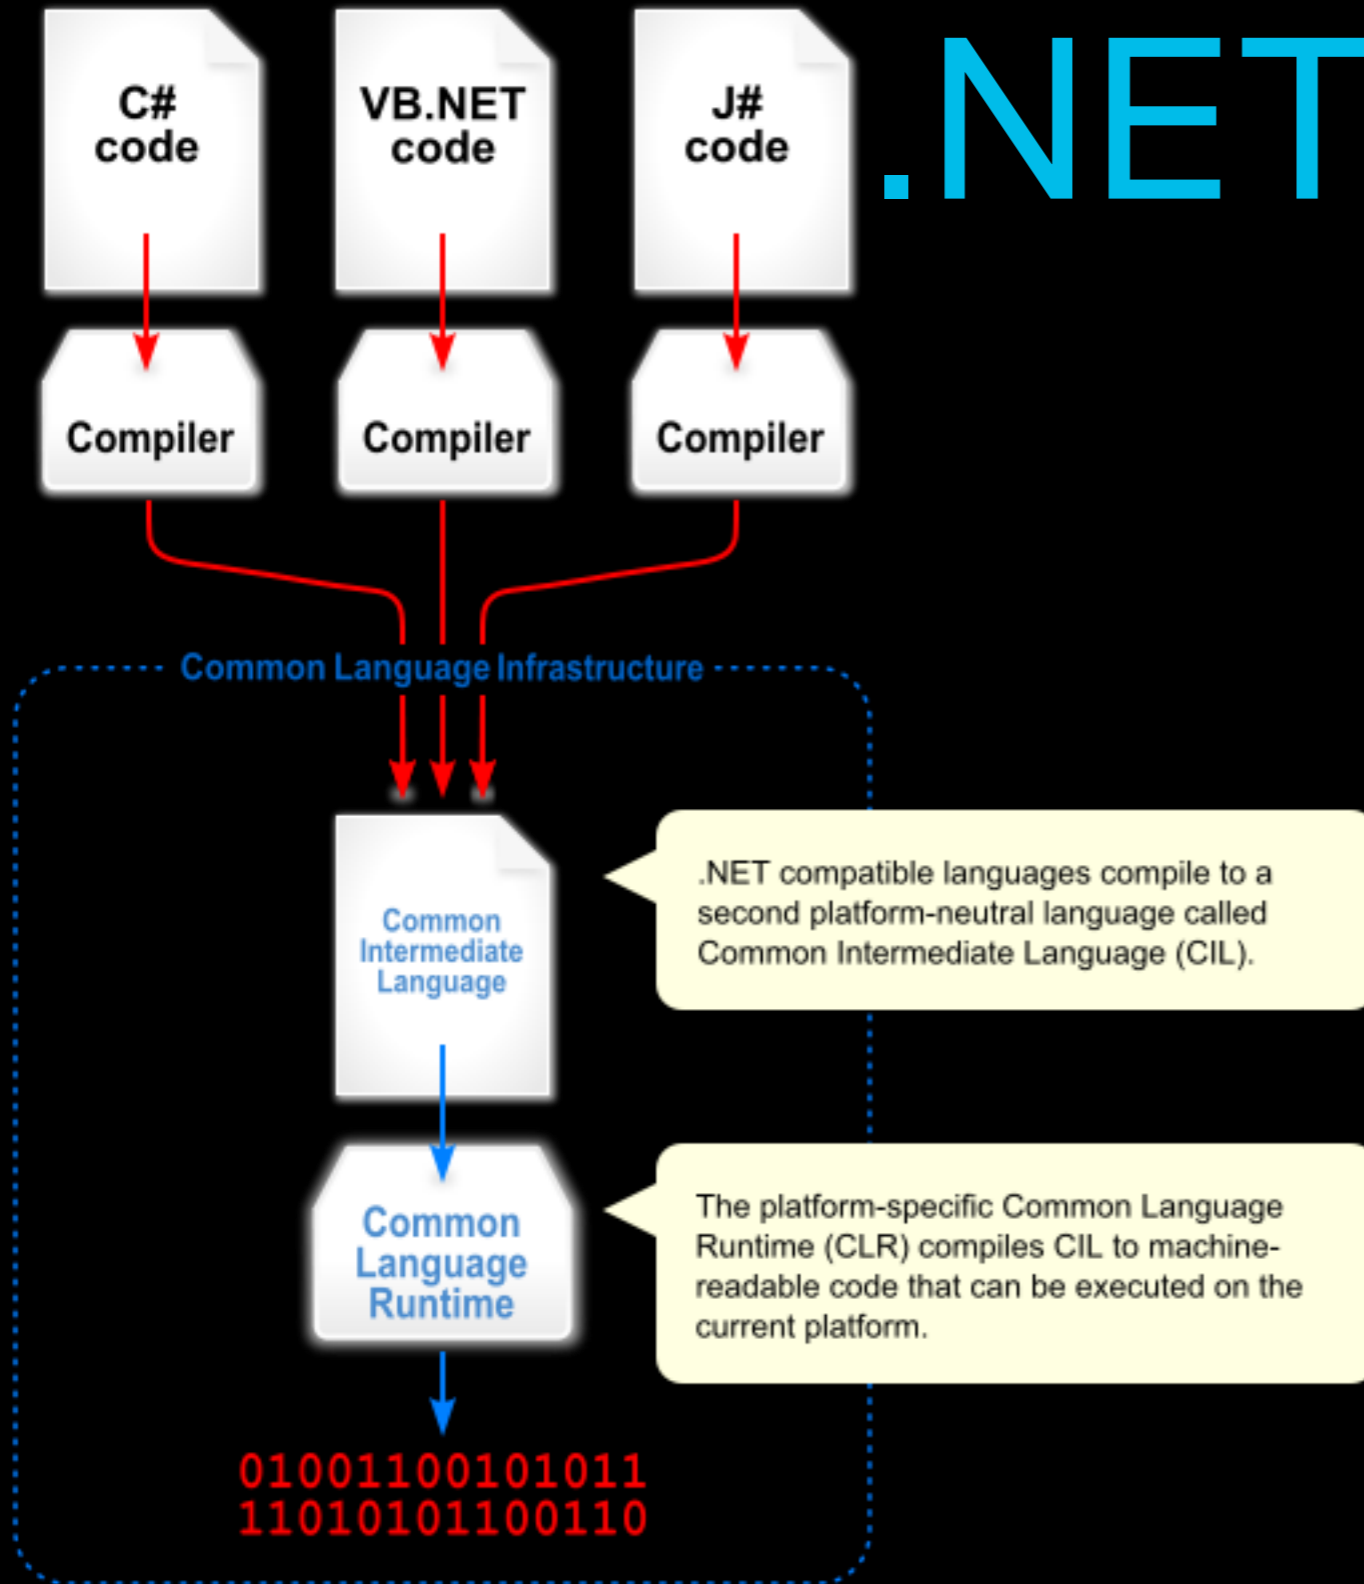 C#
code
VB.NET
code
J#
code
.NET
Compiler
Compiler
Compiler
Common Language Infrastructure
Common
Intermediate
Language
.NET compatible languages compile to a
second platform-neutral language called
Common Intermediate Language (CIL).
Common
Language
Runtime
The platform-specific Common Language
Runtime (CLR) compiles CIL to machine-
readable code that can be executed on the
current platform.
01001100101011
11010101100110